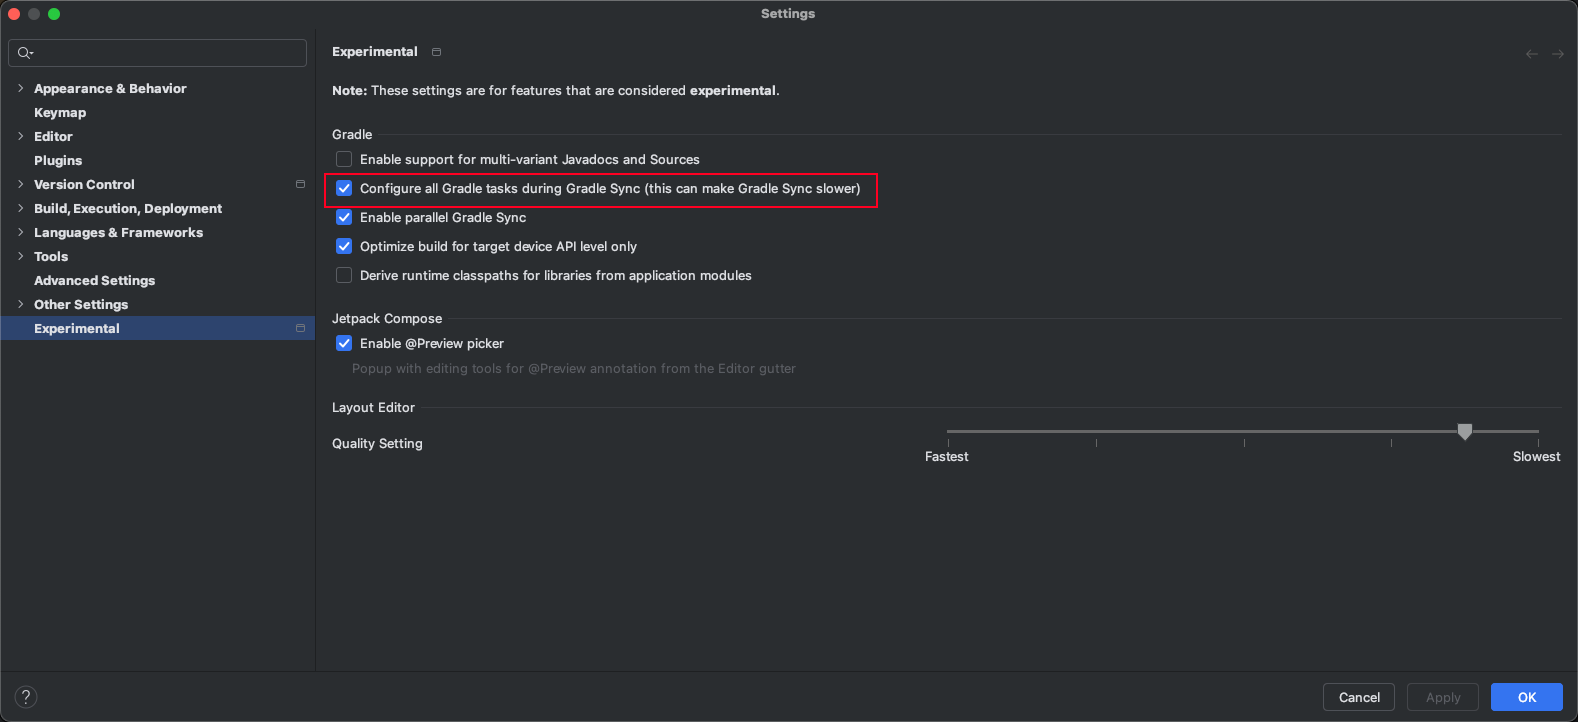 Settings
Appearance & Behavior
Keymap
Editor
Plugins
Version Control
Build, Execution, Deployment
Languages & Frameworks
Tools
Advanced Settings
Other Settings
Experimental
Experimental
Note: These settings are for features that are considered experimental.
Gradle
Enable support for multi-variant Javadocs and Sources
Configure all Gradle tasks during Gradle Sync (this can make Gradle Sync slower)
Enable parallel Gradle Sync
Optimize build for target device API level only
Derive runtime classpaths for libraries from application modules
Jetpack Compose
Enable @Preview picker
Popup with editing tools for @Preview annotation from the Editor gutter
Layout Editor
Quality Setting
Fastest
Slowest
?
Cancel
Apply
OK